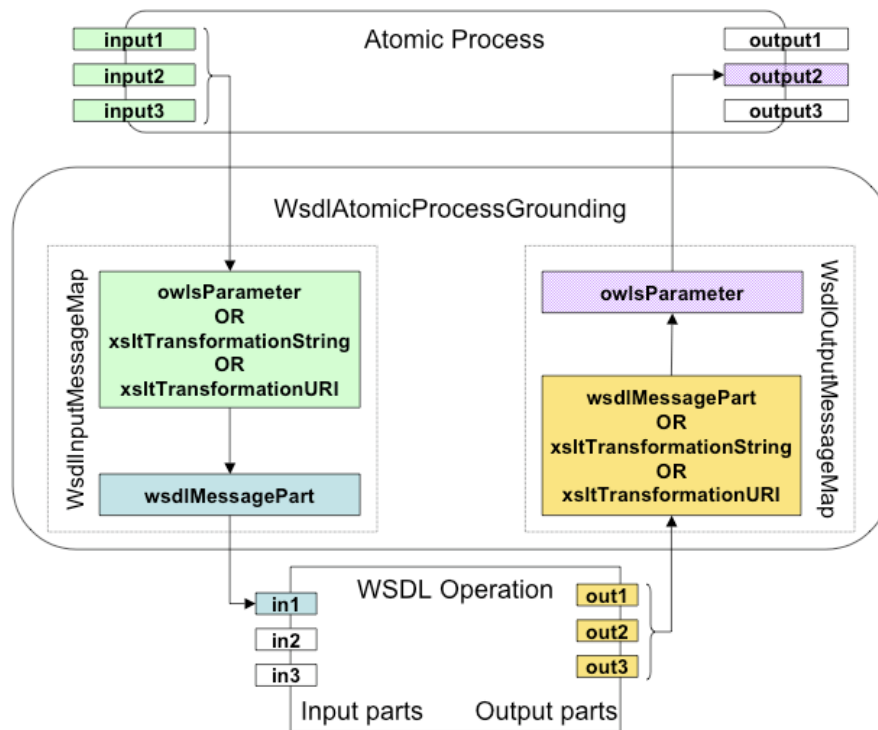 Atomic Process
input1
input2
input3
output1
output2
output3
WsdlAtomicProcessGrounding
WsdlInputMessageMap
owlsParameter
OR
xsltTransformationString
OR
xsltTransformationURI
wsdlMessagePart
owlsParameter
wsdlMessagePart
OR
xsltTransformationString
OR
xsltTransformationURI
WsdlOutputMessageMap
WSDL Operation
in1
in2
in3
out1
out2
out3
Input parts
Output parts